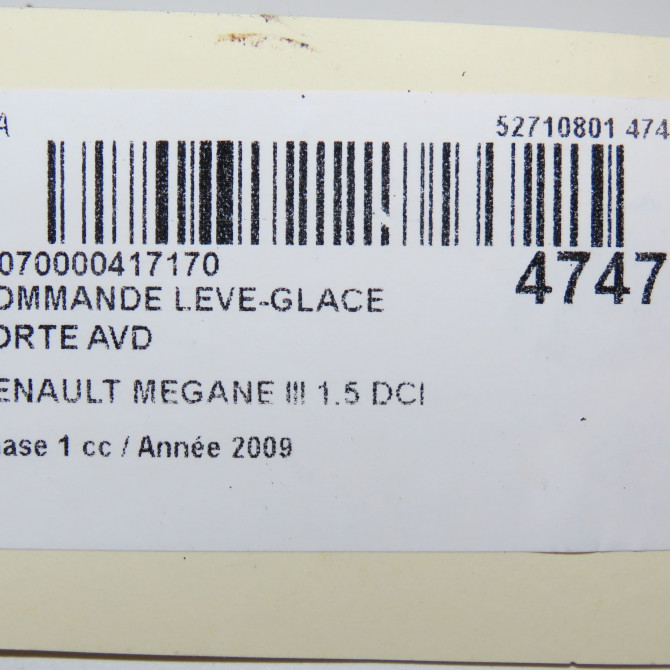 A 52710801 474
070000417170
4747
OMMANDE LEVE-GLACE
ORTE AVD
ENAULT MEGANE III 1.5 DCI
ase 1 cc / Année 2009